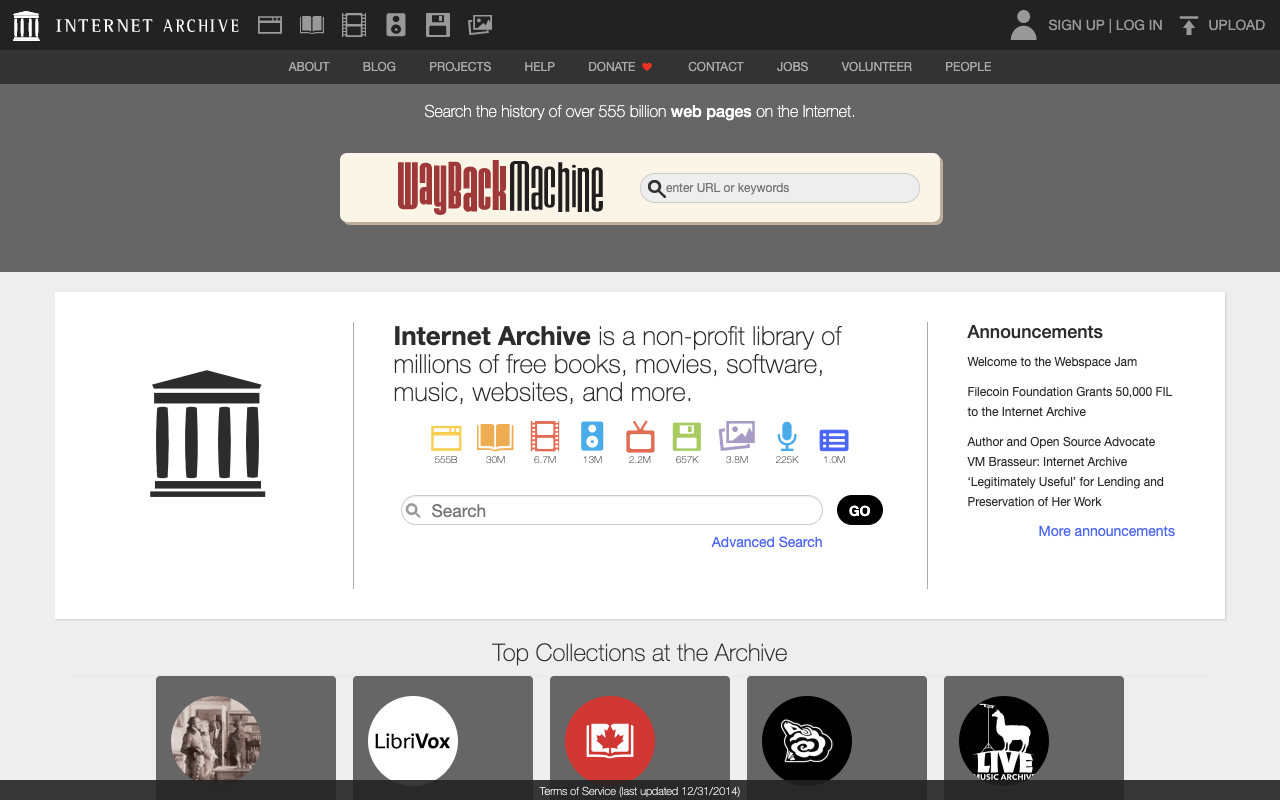 INTERNET ARCHIVE
SIGN UP | LOG IN
UPLOAD
ABOUT
BLOG
PROJECTS
HELP
DONATE
CONTACT
JOBS
VOLUNTEER
PEOPLE
Search the history of over 555 billion web pages on the Internet.
WayBackMachine
enter URL or keywords
Internet Archive is a non-profit library of
millions of free books, movies, software,
music, websites, and more.
555B
30M
6.7M
13M
2.2M
657K
3.8M
225K
1.0M
Search
GO
Advanced Search
Announcements
Welcome to the Webspace Jam
Filecoin Foundation Grants 50,000 FIL
to the Internet Archive
Author and Open Source Advocate
VM Brasseur: Internet Archive
‘Legitimately Useful’ for Lending and
Preservation of Her Work
More announcements
Top Collections at the Archive
LibriVox
LIVE
MUSIC ARCHIVE
Terms of Service (last updated 12/31/2014)